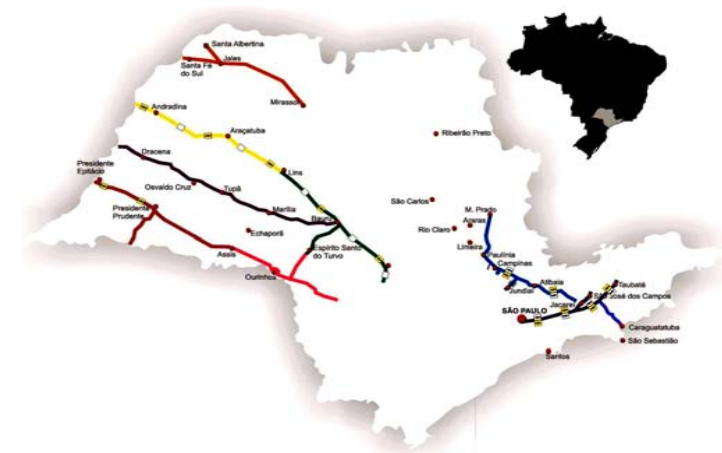 Santa Albertina
Santa Fé
do Sul
Jales
Mirassol
Andradina
Araçatuba
Ribeirão Preto
Dracena
Lins
Presidente
Epitácio
Osvaldo Cruz
Tupã
São Carlos
Presidente
Prudente
Marília
Bauru
M. Prado
Araras
Rio Claro
Echaporã
Limeira
Espírito Santo
do Turvo
Paulínia
Campinas
Assis
Ourinhos
Atibaia
Jundiaí
Taubaté
São José dos Campos
Jacareí
SÃO PAULO
Caraguatatuba
São Sebastião
Santos